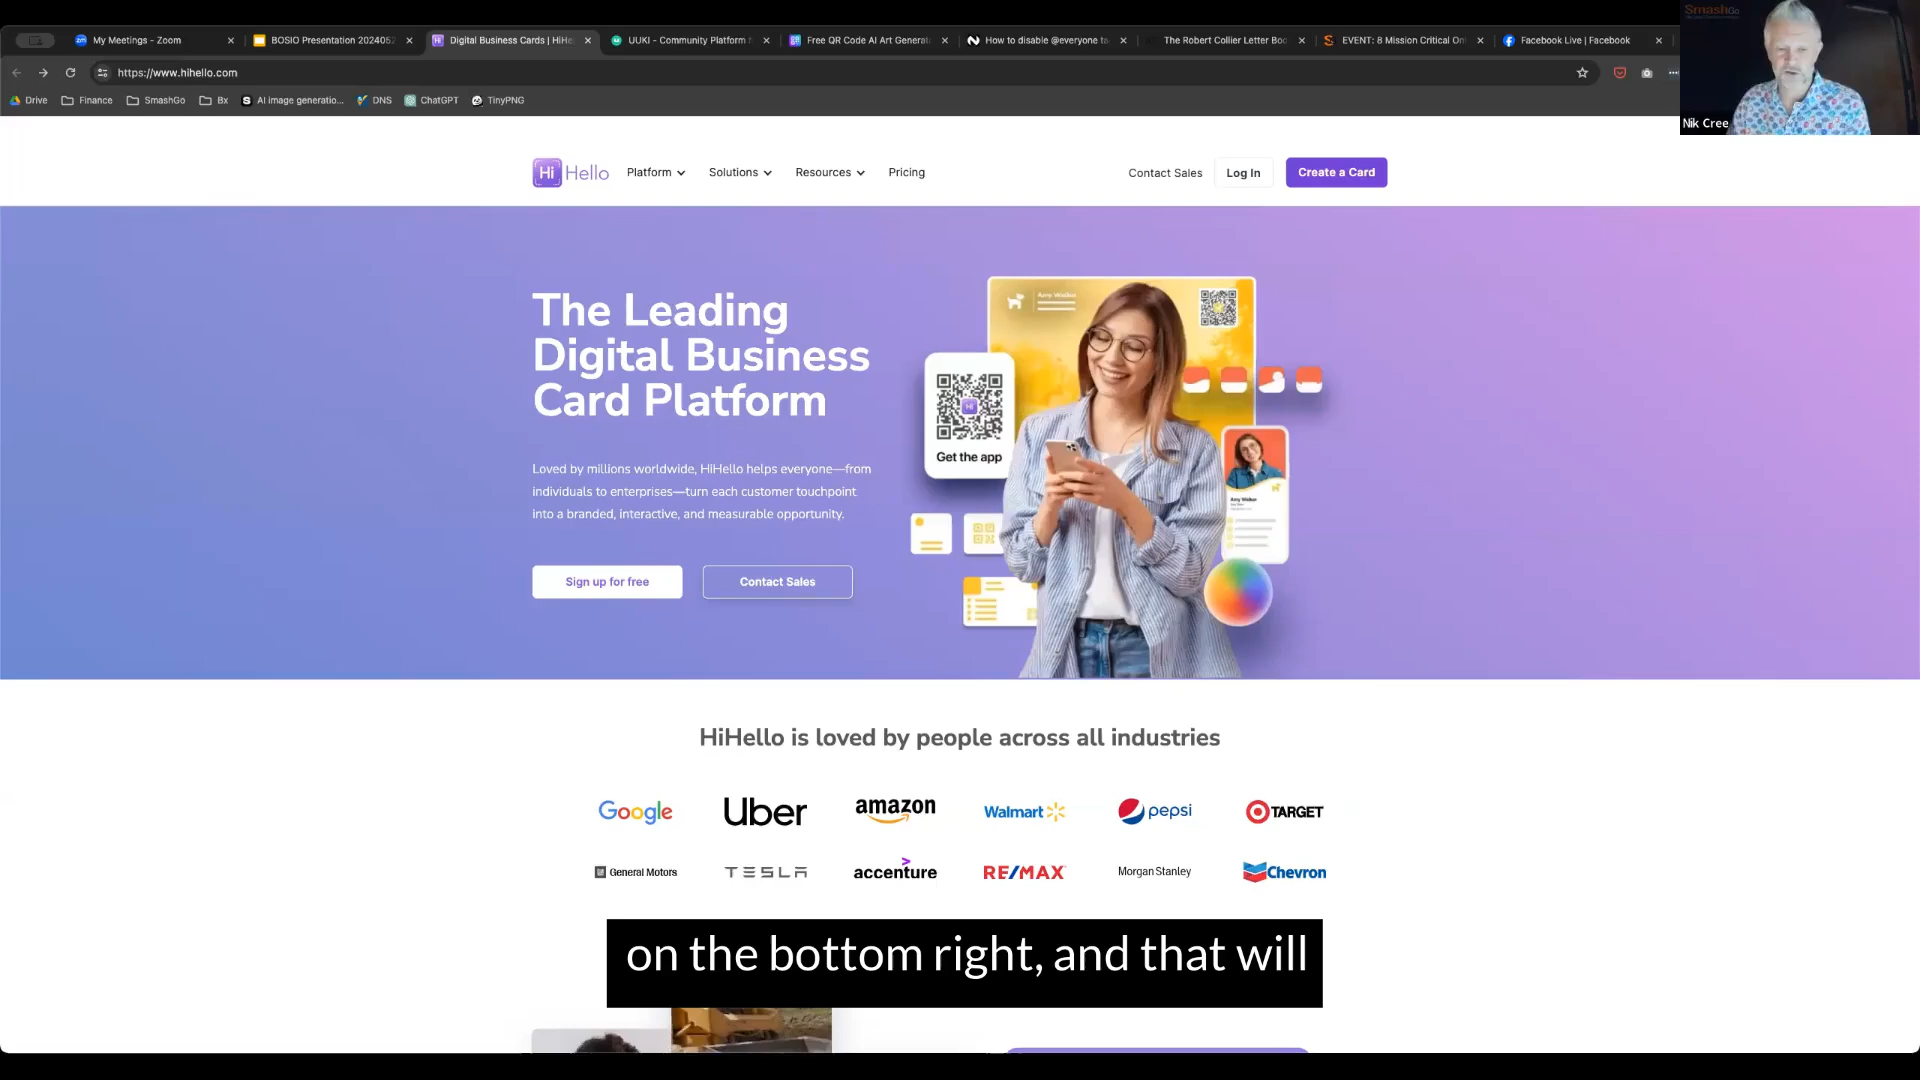 My Meetings - Zoom
BOSIO Presentation 2024052
Digital Business Cards | HiHe
UUKI - Community Platform f
Free QR Code AI Art Generat
How to disable @everyone ta
The Robert Collier Letter Boo
EVENT: 8 Mission Critical On
Facebook Live | Facebook
https://www.hihello.com
Drive
Finance
SmashGo
Bx
AI image generatio...
DNS
ChatGPT
TinyPNG
SmashGo
Nik Cree
Hi Hello
Platform
Solutions
Resources
Pricing
Contact Sales
Log In
Create a Card
The Leading
Digital Business
Card Platform
Loved by millions worldwide, HiHello helps everyone—from
individuals to enterprises—turn each customer touchpoint
into a branded, interactive, and measurable opportunity.
Sign up for free
Contact Sales
Amy Walker
Hi
Get the app
Amy Walker
HiHello is loved by people across all industries
Google
Uber
amazon
Walmart
pepsi
TARGET
General Motors
TESLA
accenture
RE/MAX
Morgan Stanley
Chevron
on the bottom right, and that will